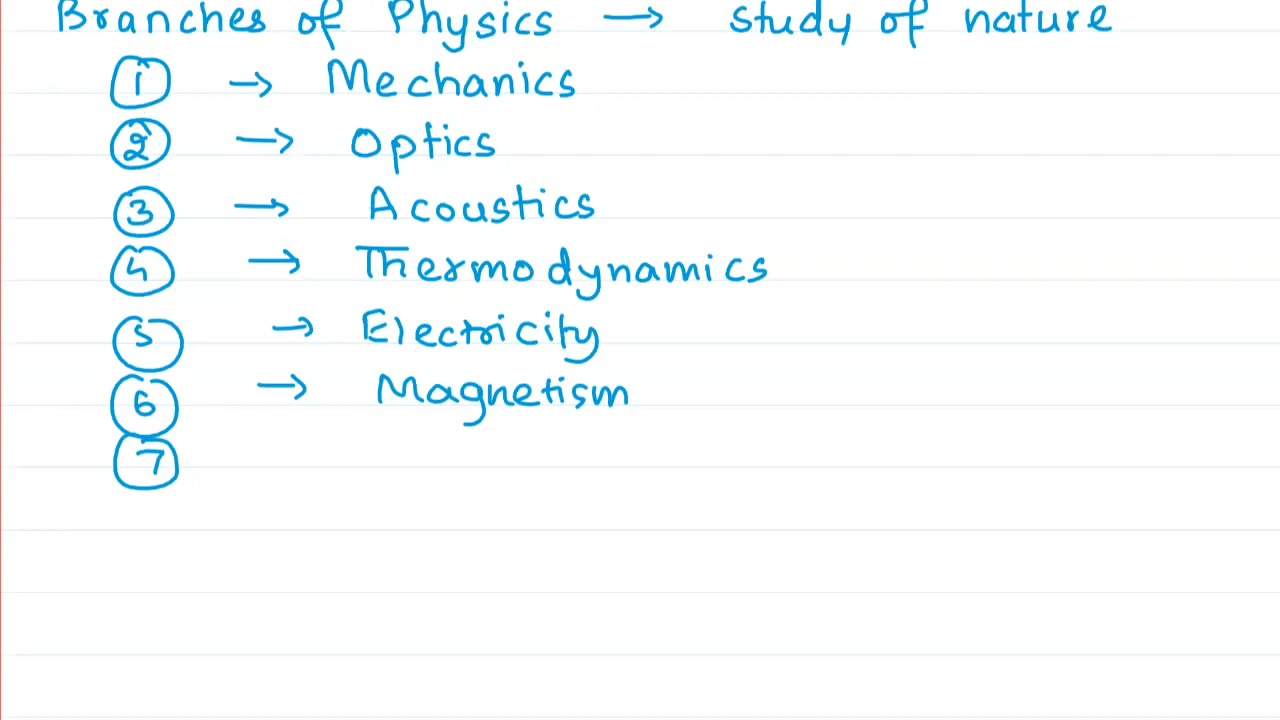 Branches of Physics → study of nature
① → Mechanics
② → Optics
③ → Acoustics
④ → Thermodynamics
⑤ → Electricity
⑥ → Magnetism
⑦